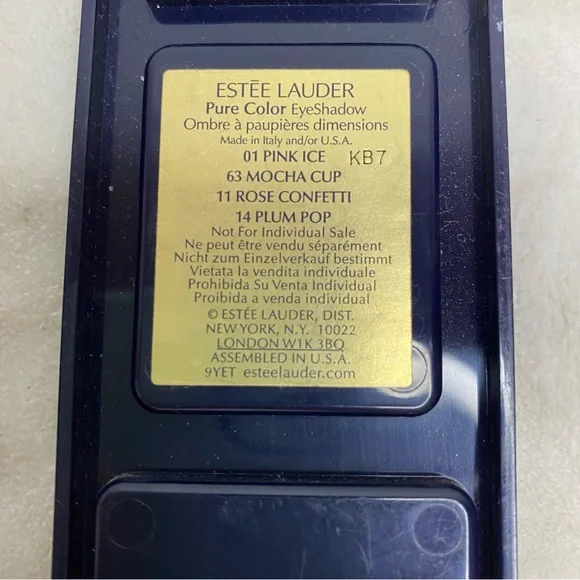 ESTĒE LAUDER
Pure Color EyeShadow
Ombre à paupières dimensions
Made in Italy and/or U.S.A.
01 PINK ICE KB7
63 MOCHA CUP
11 ROSE CONFETTI
14 PLUM POP
Not For Individual Sale
Ne peut être vendu séparément
Nicht zum Einzelverkauf bestimmt
Vietata la vendita individuale
Prohibida Su Venta Individual
Proibida a venda individual
© ESTÉE LAUDER, DIST.
NEW YORK, N.Y. 10022
LONDON W1K 3BQ
ASSEMBLED IN U.S.A.
9YET esteelauder.com